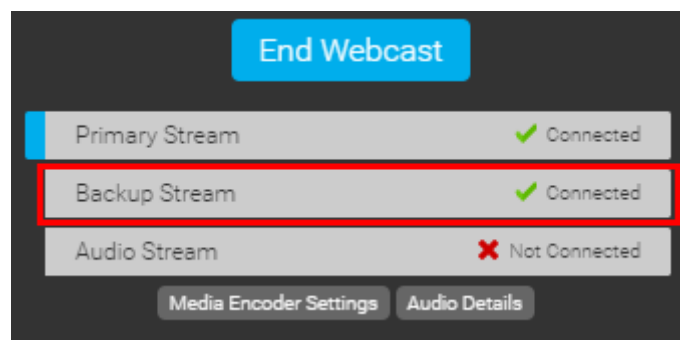 End Webcast
Primary Stream Connected
Backup Stream Connected
Audio Stream Not Connected
Media Encoder Settings Audio Details